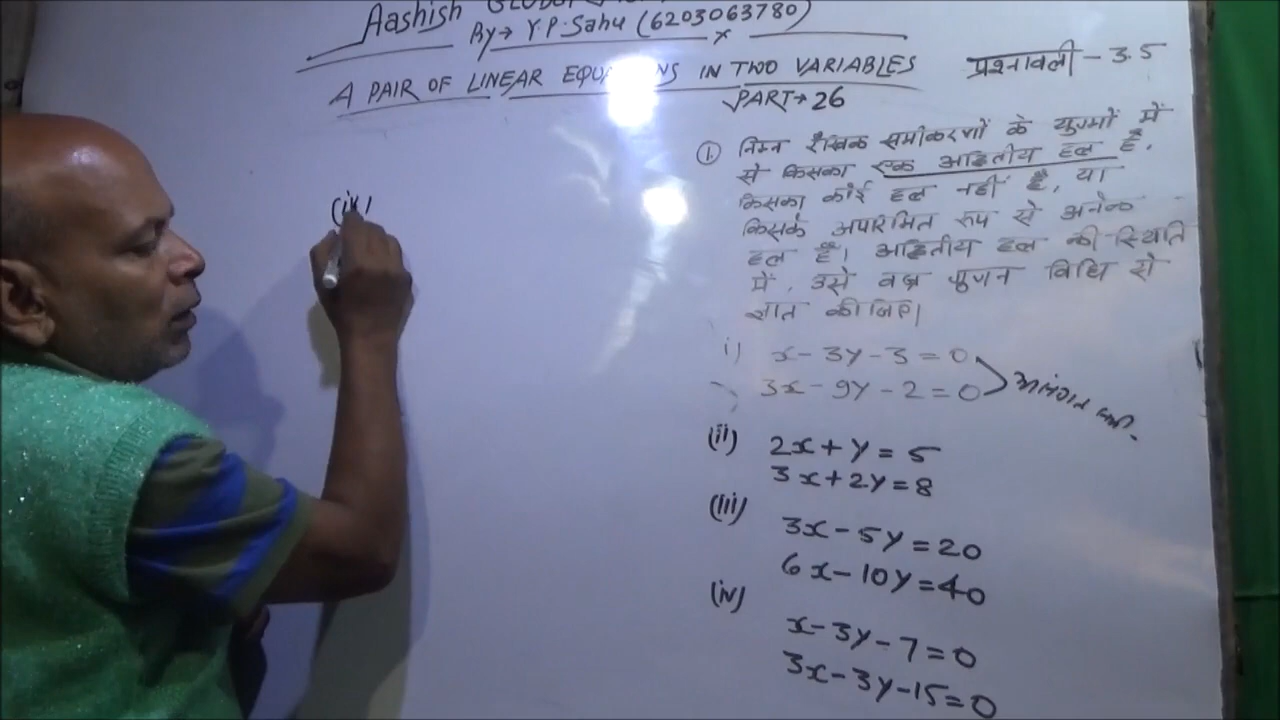 Aashish
By → Y.P. Sahu (6203063780)
x
A PAIR OF LINEAR EQUATIONS IN TWO VARIABLES
PART → 26
प्रश्नावली - 3.5
(iv)
①. निम्न रैखिक समीकरणों के युग्मों में
से किसका एक अद्वितीय हल है,
किसका कोई हल नहीं है, या
किसके अपरिमित रूप से अनेक
हल हैं। अद्वितीय हल की स्थिति
में, उसे वज्र गुणन विधि से
ज्ञात कीजिए।
i) x - 3y - 3 = 0
3x - 9y - 2 = 0
(ii) 2x + y = 5
3x + 2y = 8
(iii) 3x - 5y = 20
6x - 10y = 40
(iv) x - 3y - 7 = 0
3x - 3y - 15 = 0